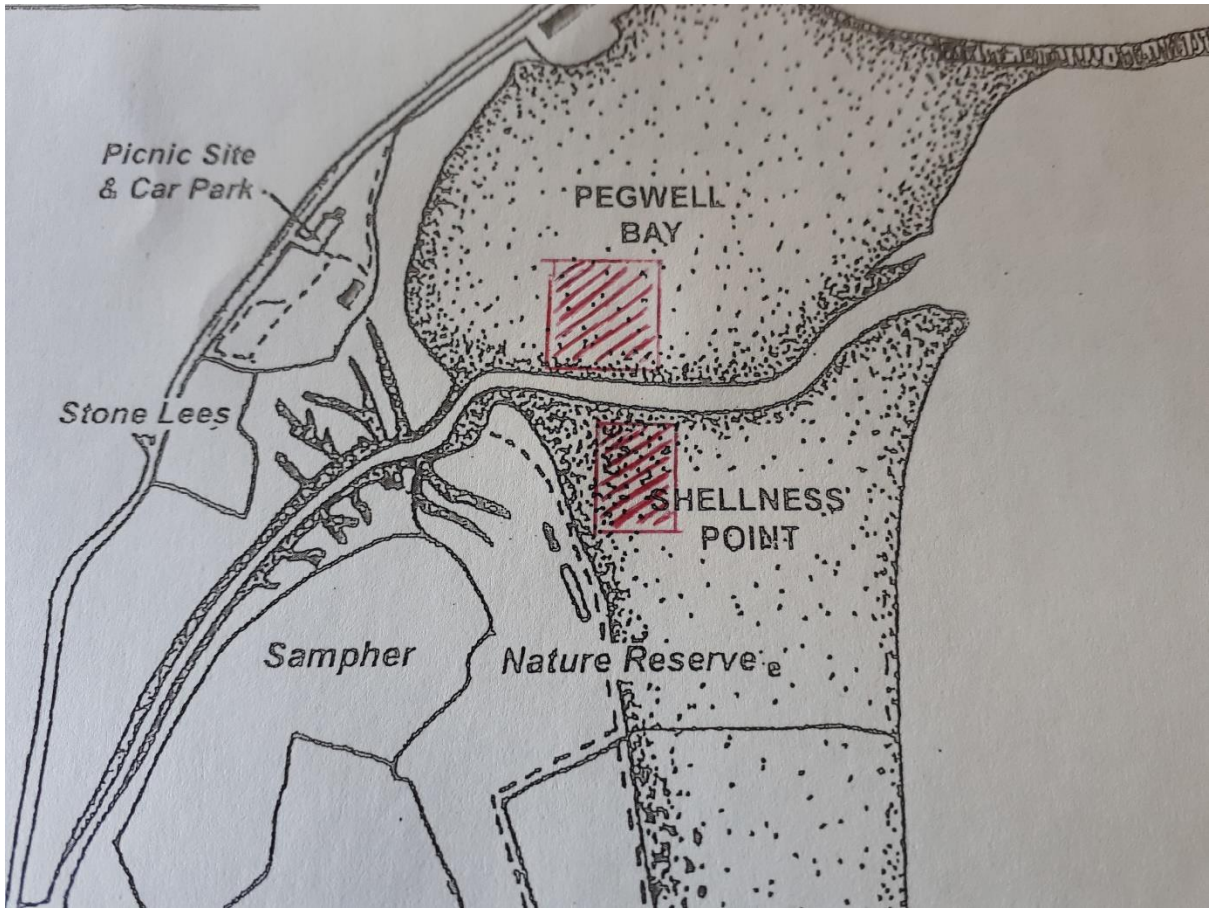 Picnic Site
& Car Park
PEGWELL
BAY
Stone Lees
SHELLNESS
POINT
Sampher
Nature Reserve
e